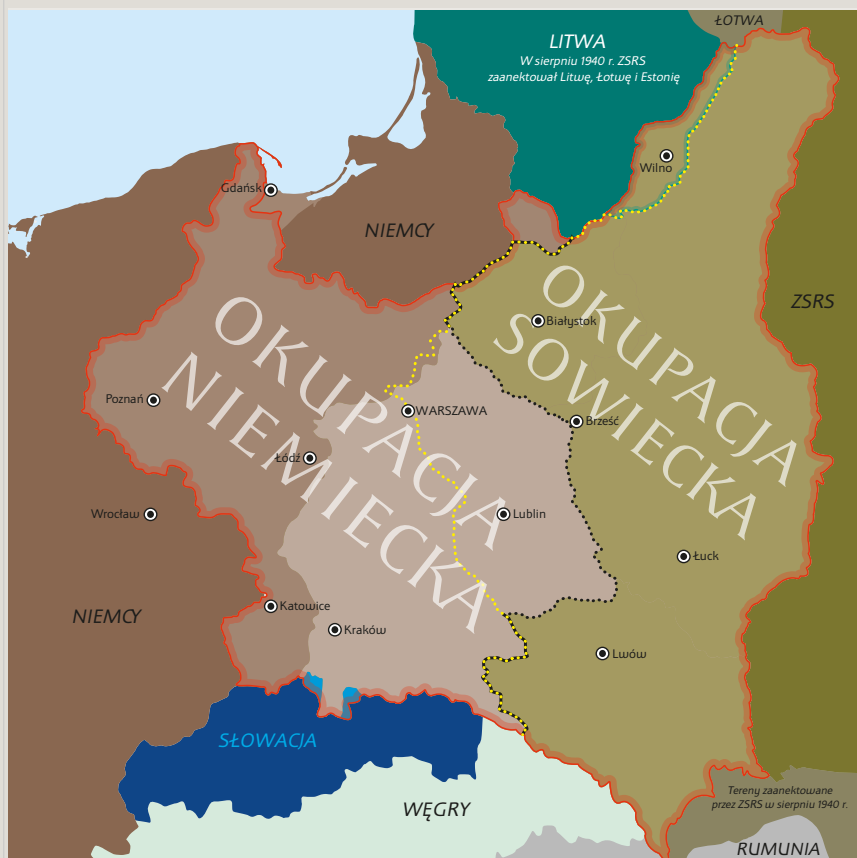 ŁOTWA
LITWA
W sierpniu 1940 r. ZSRS
zaanektował Litwę, Łotwę i Estonię
Wilno
Gdańsk
NIEMCY
ZSRS
OKUPACJA
SOWIECKA
Białystok
OKUPACJA
NIEMIECKA
Poznań
WARSZAWA
Brześć
Łódź
Wrocław
Lublin
Łuck
NIEMCY
Katowice
Kraków
Lwów
SŁOWACJA
Tereny zaanektowane
przez ZSRS w sierpniu 1940 r.
WĘGRY
RUMUNIA